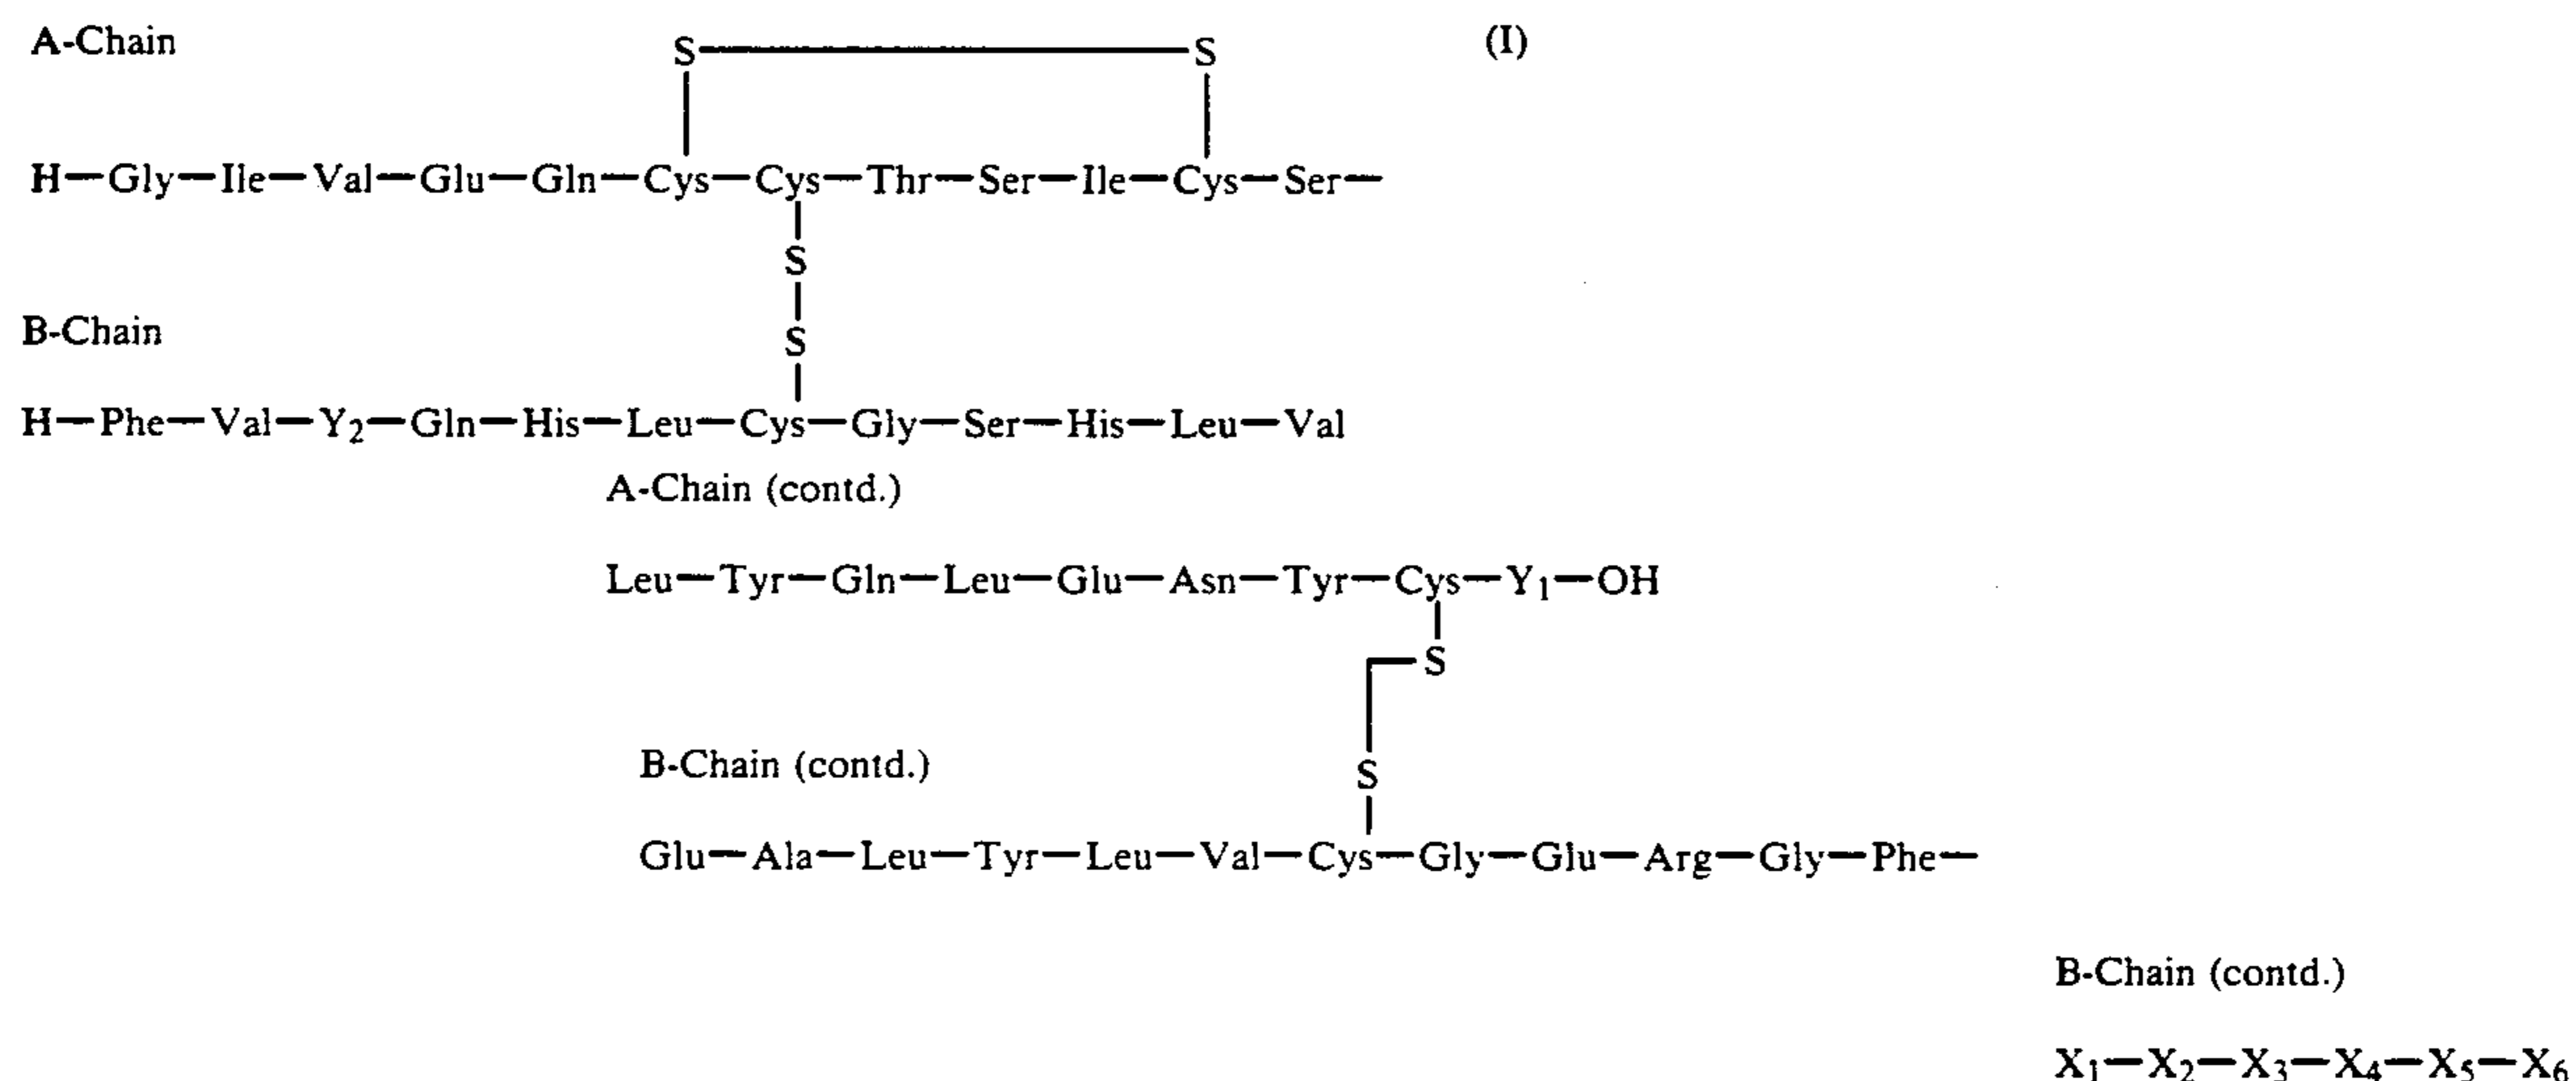 A-Chain (I)
S—S
H—Gly—Ile—Val—Glu—Gln—Cys—Cys—Thr—Ser—Ile—Cys—Ser—
S
S
B-Chain
H—Phe—Val—Y₂—Gln—His—Leu—Cys—Gly—Ser—His—Leu—Val
A-Chain (contd.)
Leu—Tyr—Gln—Leu—Glu—Asn—Tyr—Cys—Y₁—OH
S
B-Chain (contd.)
S
Glu—Ala—Leu—Tyr—Leu—Val—Cys—Gly—Glu—Arg—Gly—Phe—
B-Chain (contd.)
X₁—X₂—X₃—X₄—X₅—X₆